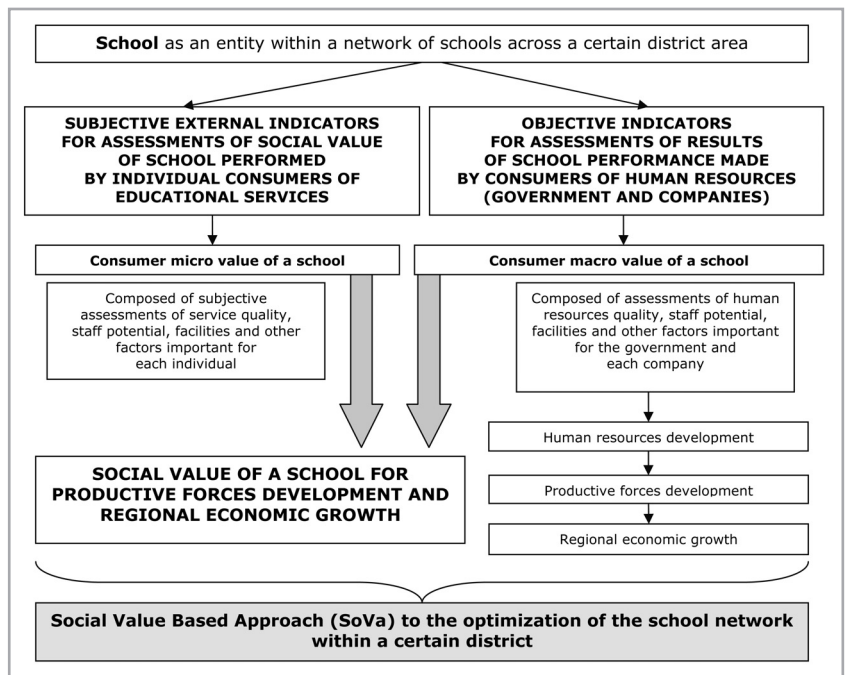 School as an entity within a network of schools across a certain district area
SUBJECTIVE EXTERNAL INDICATORS
FOR ASSESSMENTS OF SOCIAL VALUE
OF SCHOOL PERFORMED
BY INDIVIDUAL CONSUMERS OF
EDUCATIONAL SERVICES
OBJECTIVE INDICATORS
FOR ASSESSMENTS OF RESULTS
OF SCHOOL PERFORMANCE MADE
BY CONSUMERS OF HUMAN RESOURCES
(GOVERNMENT AND COMPANIES)
Consumer micro value of a school
Consumer macro value of a school
Composed of subjective
assessments of service quality,
staff potential, facilities and other
factors important for
each individual
Composed of assessments of human
resources quality, staff potential,
facilities and other factors important
for the government and
each company
Human resources development
Productive forces development
Regional economic growth
SOCIAL VALUE OF A SCHOOL FOR
PRODUCTIVE FORCES DEVELOPMENT AND
REGIONAL ECONOMIC GROWTH
Social Value Based Approach (SoVa) to the optimization of the school network
within a certain district